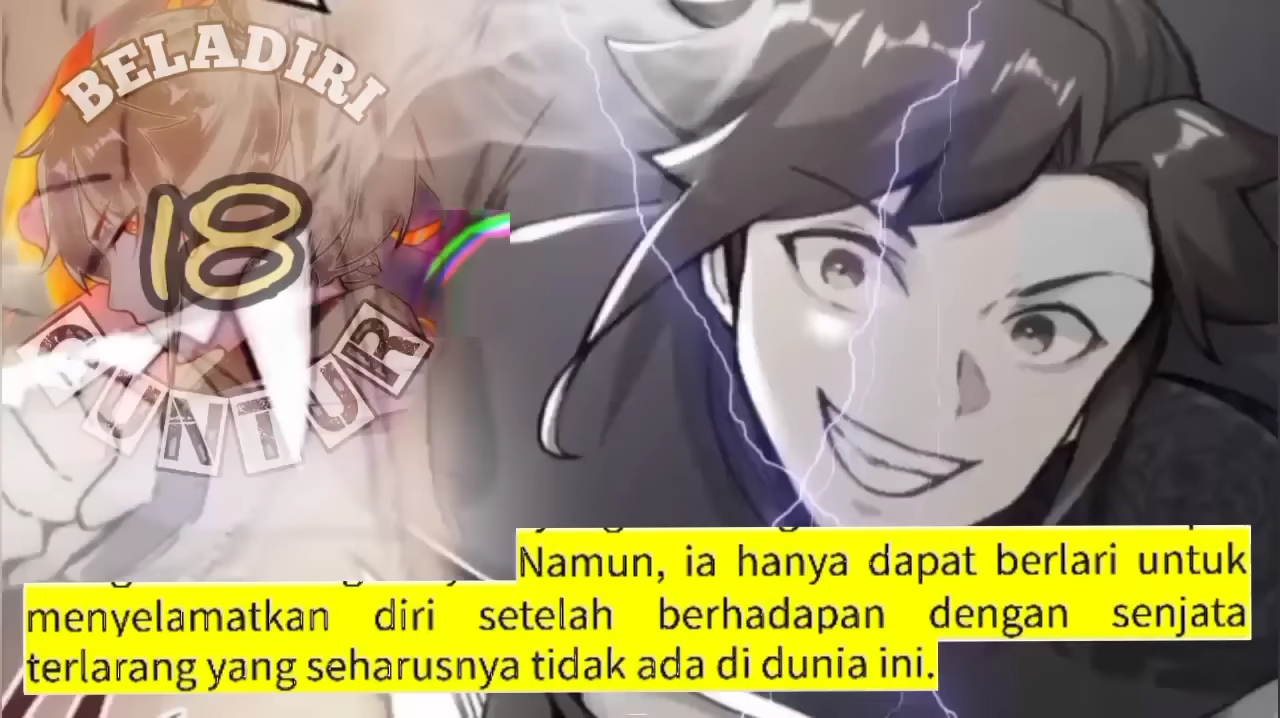 BELADIRI
18
GUNTUR
Namun, ia hanya dapat berlari untuk
menyelamatkan diri setelah berhadapan dengan senjata
terlarang yang seharusnya tidak ada di dunia ini.